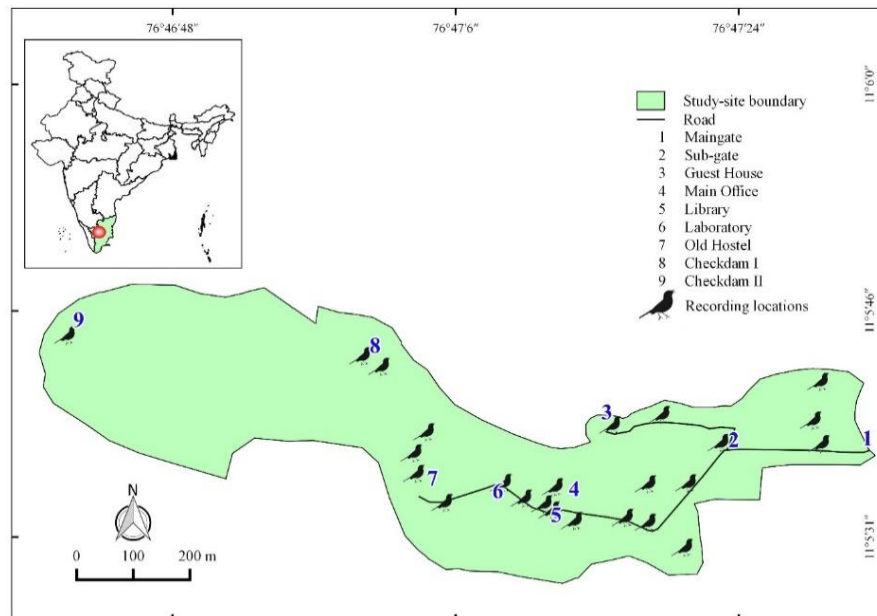 76°46'48"
76°47'6"
76°47'24"
11°6'0"
Study-site boundary
Road
1 Maingate
2 Sub-gate
3 Guest House
4 Main Office
5 Library
6 Laboratory
7 Old Hostel
8 Checkdam I
9 Checkdam II
Recording locations
11°5'46"
9
8
3
2
1
7
6
4
5
N
11°5'31"
0 100 200 m